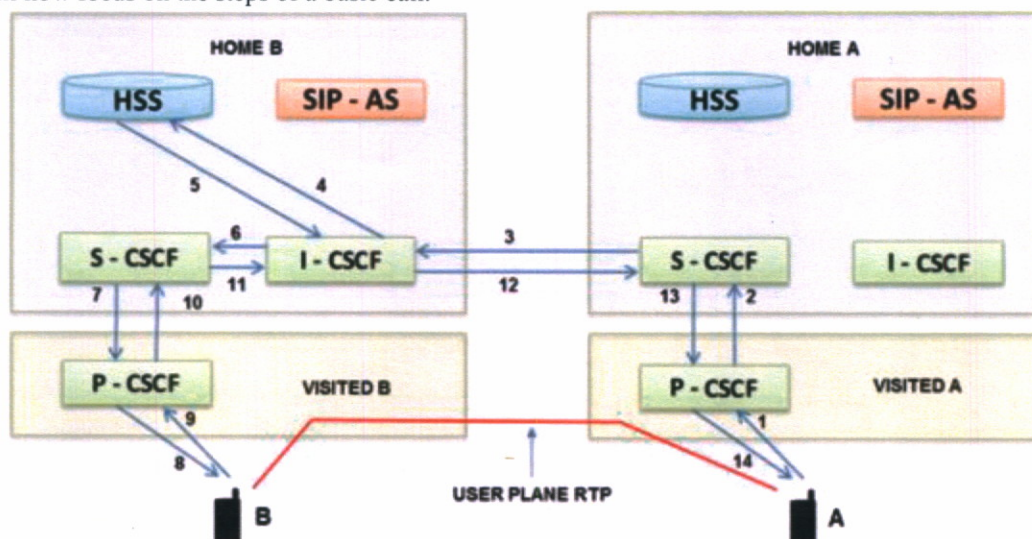 HOME B
HOME A
HSS
SIP - AS
HSS
SIP - AS
5
4
6
3
S - CSCF
I - CSCF
S - CSCF
I - CSCF
7
10
11
12
13
2
P - CSCF
VISITED B
P - CSCF
VISITED A
9
1
8
14
USER PLANE RTP
B
A